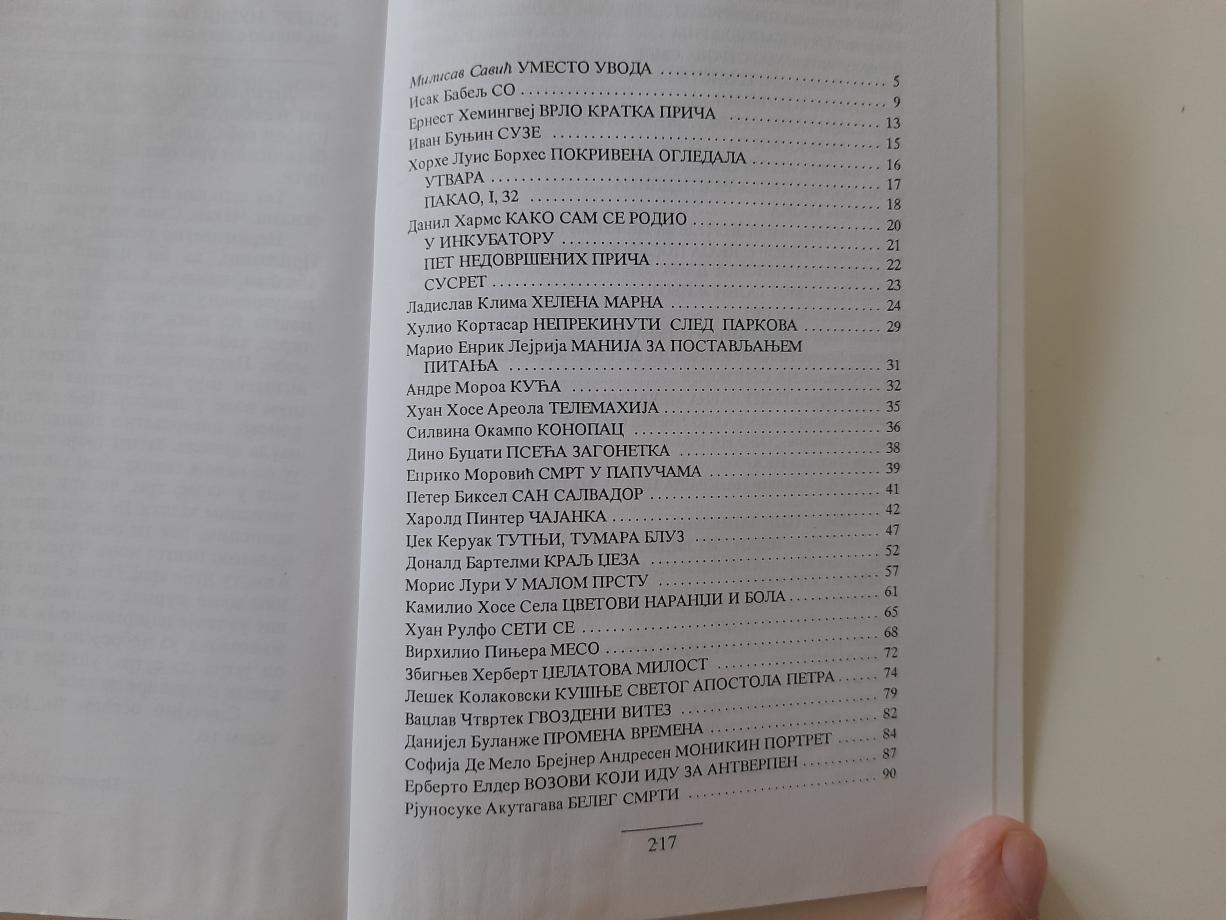 Милисав Савић УМЕСТО УВОДА ........................ 5
Исак Бабељ СО ........................ 9
Ернест Хемингвеј ВРЛО КРАТКА ПРИЧА ........................ 13
Иван Буњин СУЗЕ ........................ 15
Хорхе Луис Борхес ПОКРИВЕНА ОГЛЕДАЛА ........................ 16
УТВАРА ........................ 17
ПАКАО, I, 32 ........................ 18
Данил Хармс КАКО САМ СЕ РОДИО ........................ 20
У ИНКУБАТОРУ ........................ 21
ПЕТ НЕДОВРШЕНИХ ПРИЧА ........................ 22
СУСРЕТ ........................ 23
Ладислав Клима ХЕЛЕНА МАРНА ........................ 24
Хулио Кортасар НЕПРЕКИНУТИ СЛЕД ПАРКОВА ........... 29
Марио Енрик Лејрија МАНИЈА ЗА ПОСТАВЉАЊЕМ
ПИТАЊА ........................ 31
Андре Мороа КУЋА ........................ 32
Хуан Хосе Ареола ТЕЛЕМАХИЈА ........................ 35
Силвина Окампо КОНОПАЦ ........................ 36
Дино Буцати ПСЕЋА ЗАГОНЕТКА ........................ 38
Енрико Моровић СМРТ У ПАПУЧАМА ........................ 39
Петер Биксел САН САЛВАДОР ........................ 41
Харолд Пинтер ЧАЈАНКА ........................ 42
Џек Керуак ТУТЊИ, ТУМАРА БЛУЗ ........................ 47
Доналд Бартелми КРАЉ ЏЕЗА ........................ 52
Морис Лури У МАЛОМ ПРСТУ ........................ 57
Камилио Хосе Села ЦВЕТОВИ НАРАНЏИ И БОЛА ............. 61
Хуан Рулфо СЕТИ СЕ ........................ 65
Вирхилио Пињера МЕСО ........................ 68
Збигњев Херберт ЏЕЛАТОВА МИЛОСТ ........................ 72
Лешек Колаковски КУШЊЕ СВЕТОГ АПОСТОЛА ПЕТРА ...... 74
Вацлав Чтвртек ГВОЗДЕНИ ВИТЕЗ ........................ 79
Данијел Буланже ПРОМЕНА ВРЕМЕНА ........................ 82
Софија Де Мело Брејнер Андресен МОНИКИН ПОРТРЕТ ...... 84
Ерберто Елдер ВОЗОВИ КОЈИ ИДУ ЗА АНТВЕРПЕН ........... 87
Рјуносуке Акутагава БЕЛЕГ СМРТИ ........................ 90
217